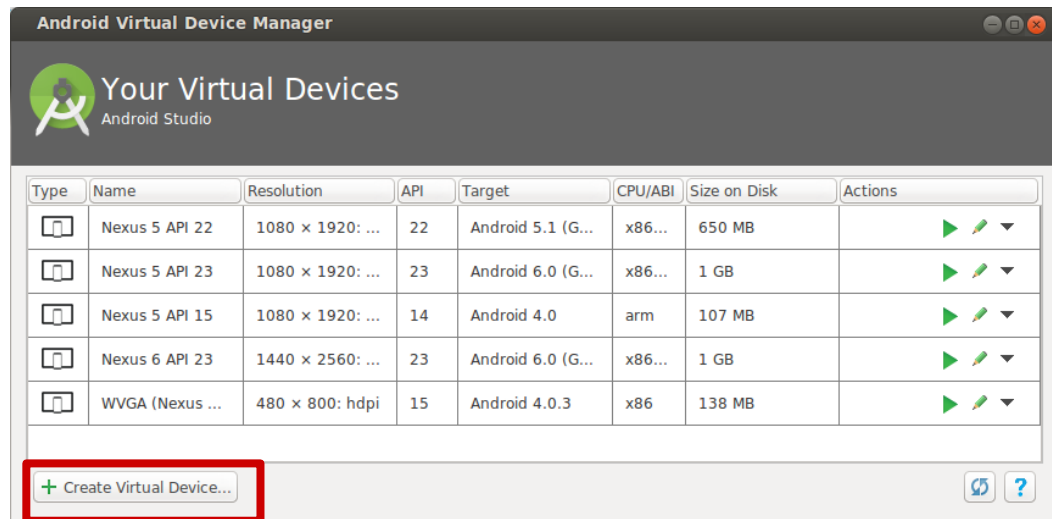 Android Virtual Device Manager
Your Virtual Devices
Android Studio
Type Name Resolution API Target CPU/ABI Size on Disk Actions
Nexus 5 API 22 1080 × 1920: ... 22 Android 5.1 (G... x86... 650 MB
Nexus 5 API 23 1080 × 1920: ... 23 Android 6.0 (G... x86... 1 GB
Nexus 5 API 15 1080 × 1920: ... 14 Android 4.0 arm 107 MB
Nexus 6 API 23 1440 × 2560: ... 23 Android 6.0 (G... x86... 1 GB
WVGA (Nexus ... 480 × 800: hdpi 15 Android 4.0.3 x86 138 MB
+ Create Virtual Device... ?